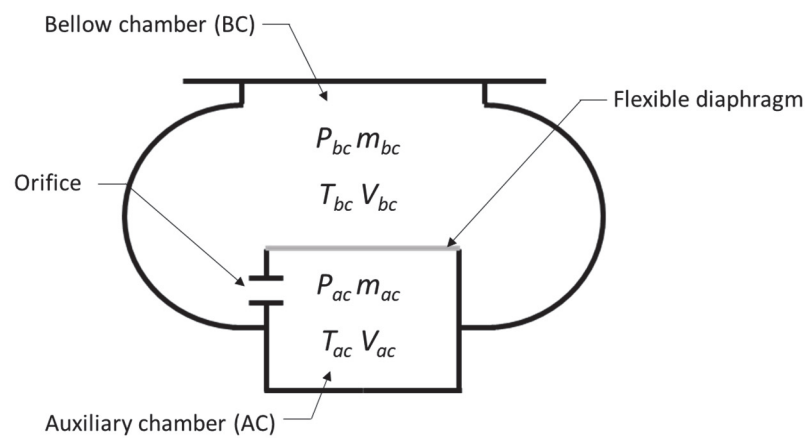 Bellow chamber (BC)
Flexible diaphragm
P_bc m_bc
Orifice
T_bc V_bc
P_ac m_ac
T_ac V_ac
Auxiliary chamber (AC)